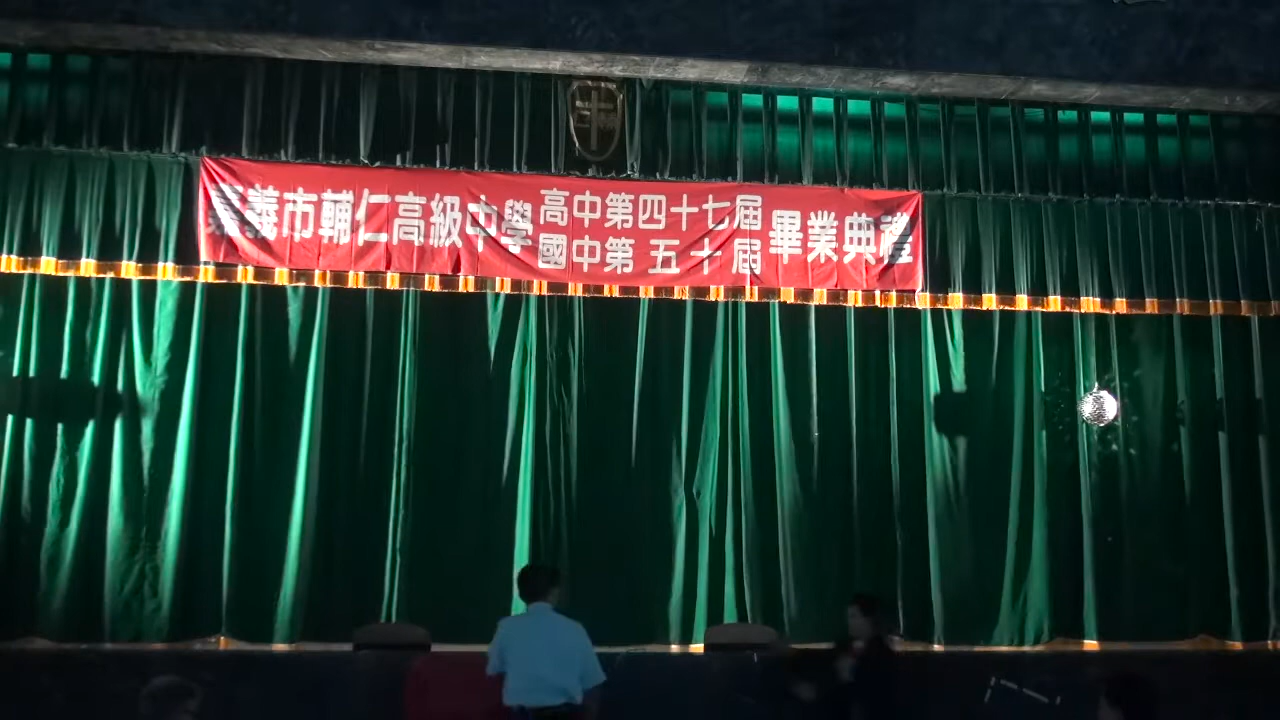 嘉義市輔仁高級中學
高中第四十七屆
國中第五十屆
畢業典禮